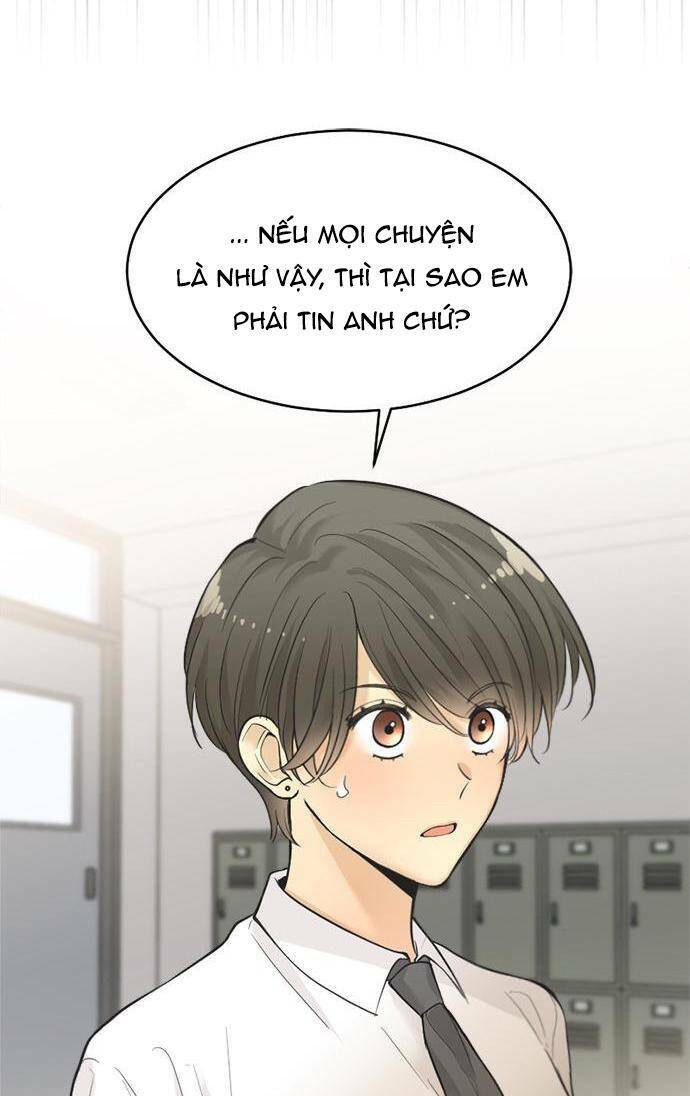 ... NẾU MỌI CHUYỆN
LÀ NHƯ VẬY, THÌ TẠI SAO EM
PHẢI TIN ANH CHỨ?